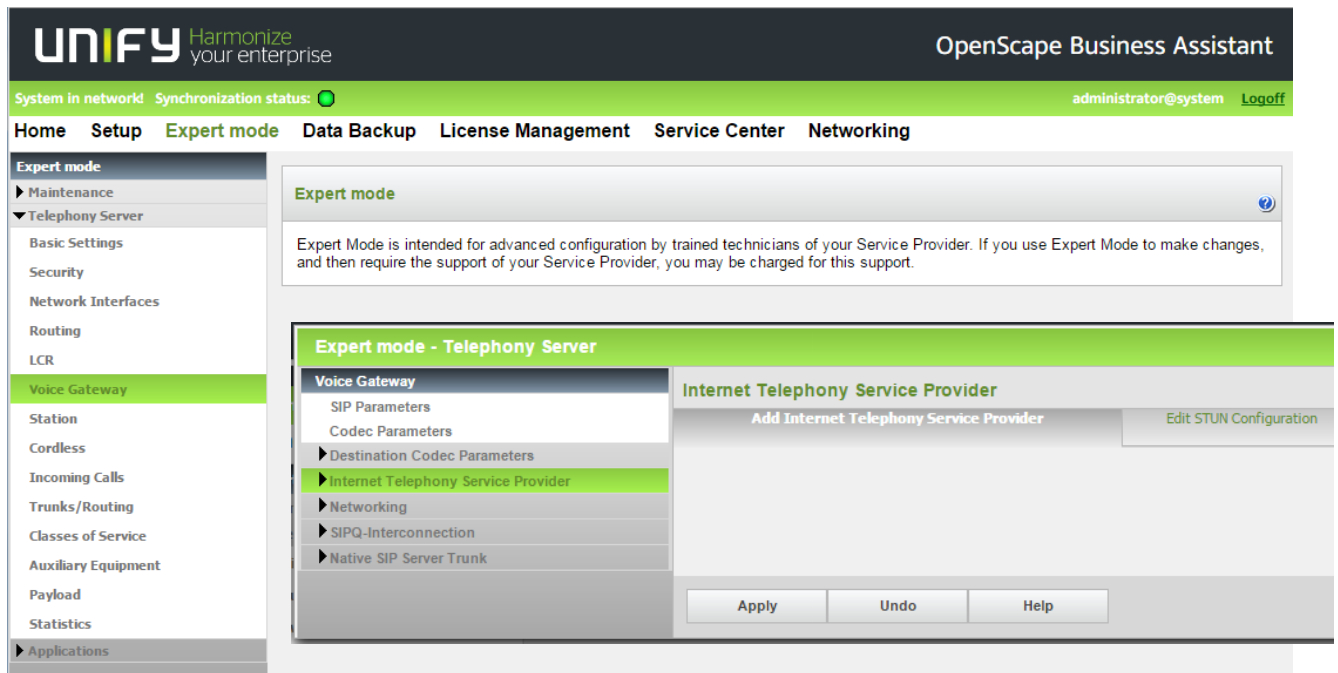 UNIFY Harmonize
your enterprise
OpenScape Business Assistant
System in network! Synchronization status:
administrator@system Logoff
Home Setup Expert mode Data Backup License Management Service Center Networking
Expert mode
Maintenance
Telephony Server
Basic Settings
Security
Network Interfaces
Routing
LCR
Voice Gateway
Station
Cordless
Incoming Calls
Trunks/Routing
Classes of Service
Auxiliary Equipment
Payload
Statistics
Applications
Expert mode
?
Expert Mode is intended for advanced configuration by trained technicians of your Service Provider. If you use Expert Mode to make changes,
and then require the support of your Service Provider, you may be charged for this support.
Expert mode - Telephony Server
Voice Gateway
SIP Parameters
Codec Parameters
Destination Codec Parameters
Internet Telephony Service Provider
Networking
SIPQ-Interconnection
Native SIP Server Trunk
Internet Telephony Service Provider
Add Internet Telephony Service Provider
Edit STUN Configuration
Apply Undo Help